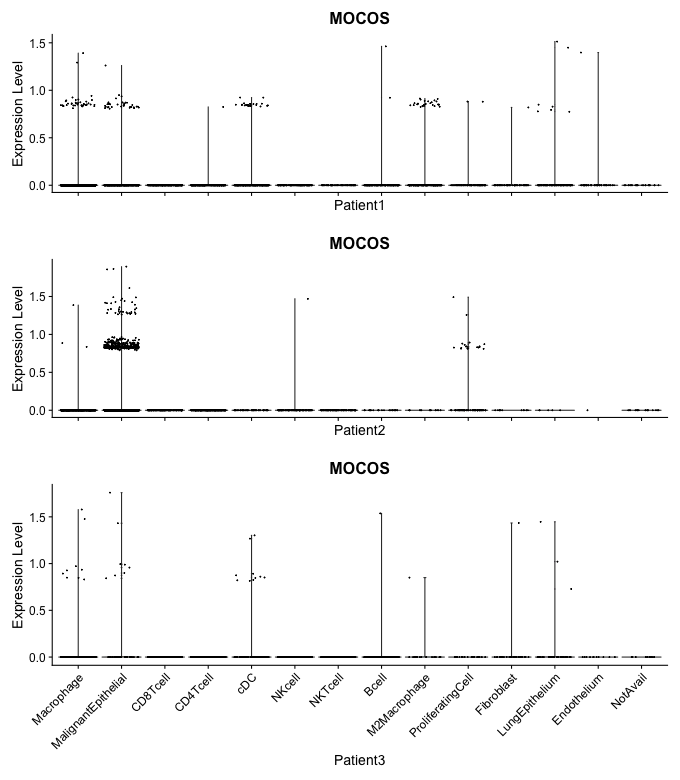 MOCOS
Expression Level
1.5
1.0
0.5
0.0
Patient1
MOCOS
Expression Level
1.5
1.0
0.5
0.0
Patient2
MOCOS
Expression Level
1.5
1.0
0.5
0.0
Macrophage
MalignantEpithelial
CD8Tcell
CD4Tcell
cDC
NKcell
NKTcell
Bcell
M2Macrophage
ProliferatingCell
Fibroblast
LungEpithelium
Endothelium
NotAvail
Patient3